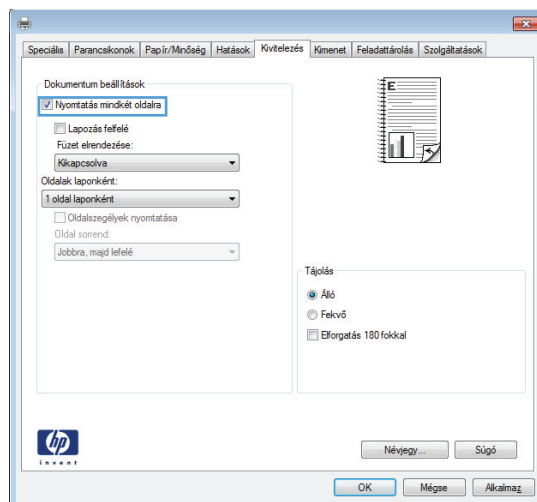 Speciális Parancsikonok Papír/Minőség Hatások Kivitelezés Kimenet Feladattárolás Szolgáltatások
Dokumentum beállítások
Nyomtatás mindkét oldalra
Lapozás felfelé
Füzet elrendezése:
Kikapcsolva
Oldalak laponként:
1 oldal laponként
Oldalszegélyek nyomtatása
Oldal sorrend:
Jobbra, majd lefelé
E
Tájolás
Álló
Fekvő
Elforgatás 180 fokkal
hp
invent
Névjegy... Súgó
OK Mégse Alkalmaz